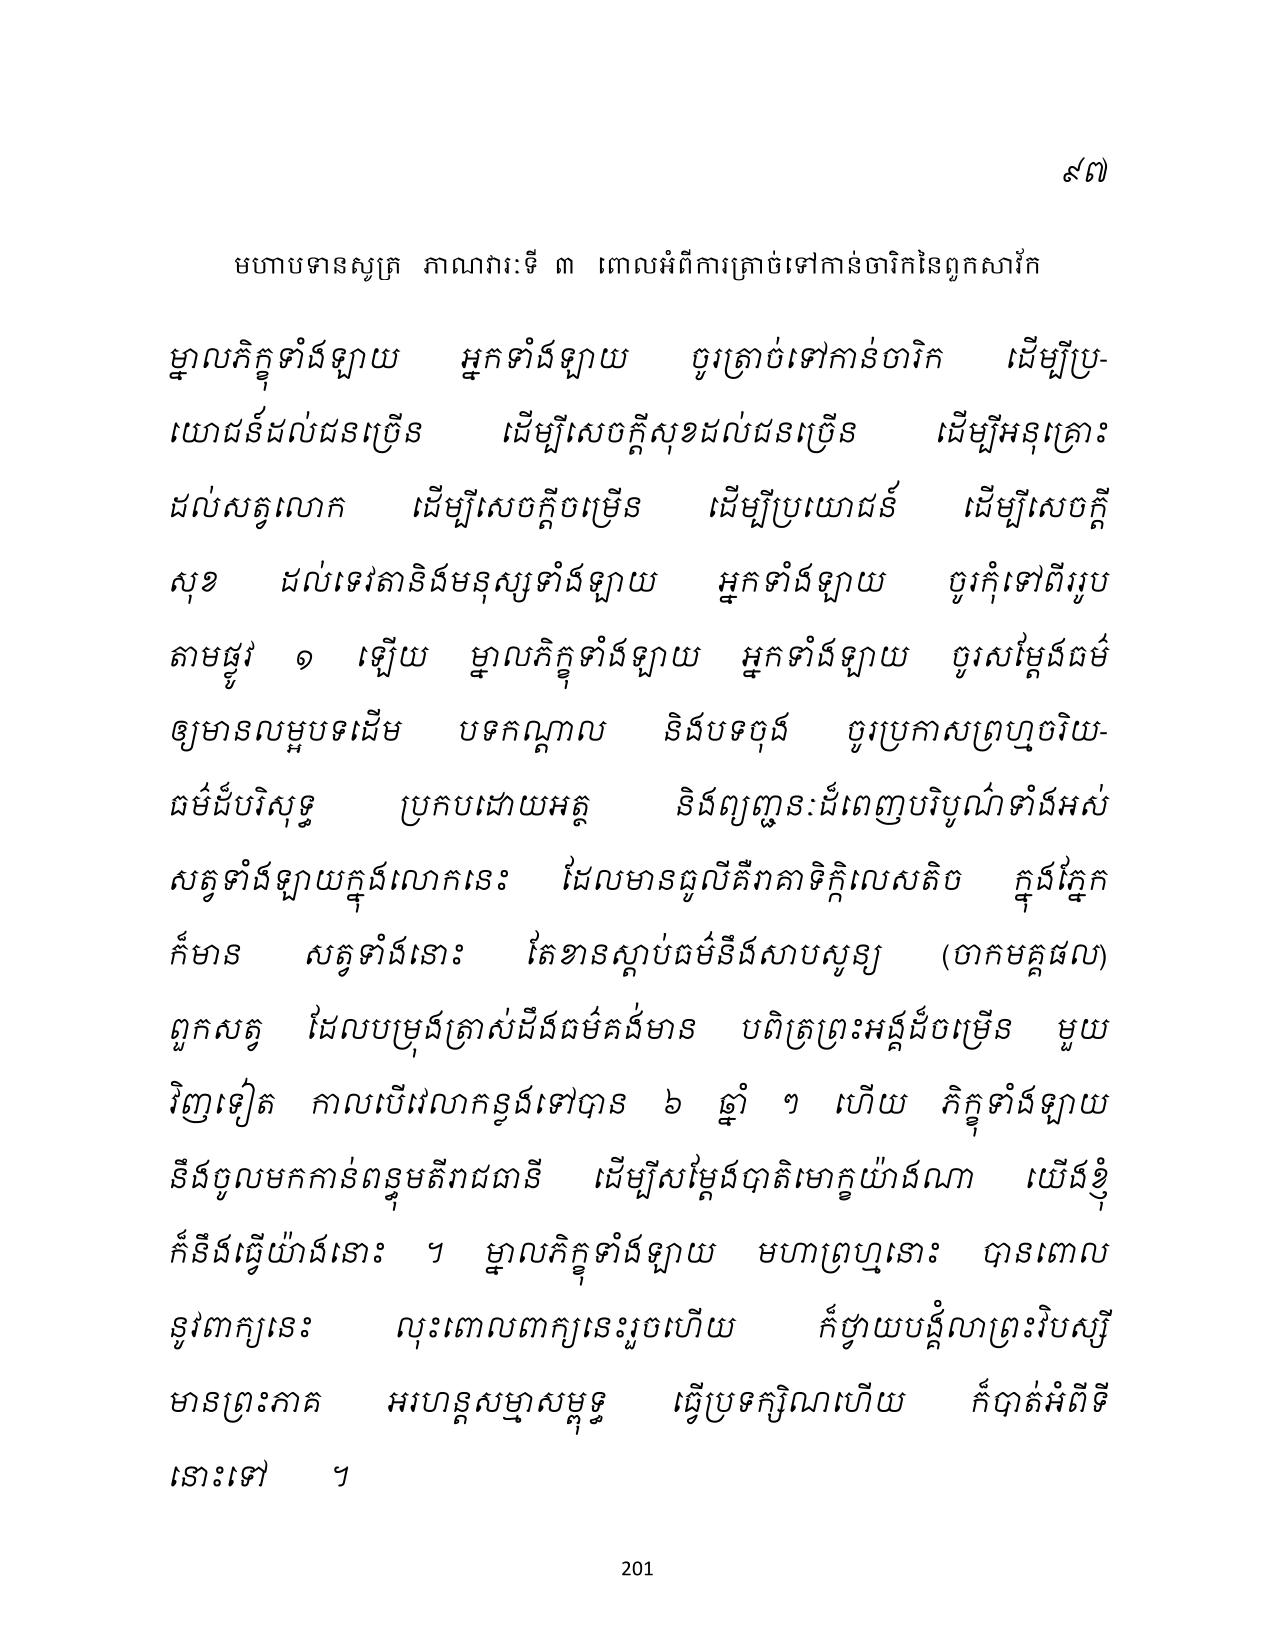 ៩៧
មហាបទានសូត្រ ភាណវារៈទី ៣ ពោលអំពីការត្រាច់ទៅកាន់ចារិកនៃពួកសាវ័ក
ម្នាលភិក្ខុទាំងឡាយ អ្នកទាំងឡាយ ចូរត្រាច់ទៅកាន់ចារិក ដើម្បីប្រ-
យោជន៍ដល់ជនច្រើន ដើម្បីសេចក្តីសុខដល់ជនច្រើន ដើម្បីអនុគ្រោះ
ដល់សត្វលោក ដើម្បីសេចក្តីចម្រើន ដើម្បីប្រយោជន៍ ដើម្បីសេចក្តី
សុខ ដល់ទេវតានិងមនុស្សទាំងឡាយ អ្នកទាំងឡាយ ចូរកុំទៅពីររូប
តាមផ្លូវ ១ ឡើយ ម្នាលភិក្ខុទាំងឡាយ អ្នកទាំងឡាយ ចូរសម្តែងធម៌
ឲ្យមានលម្អបទដើម បទកណ្តាល និងបទចុង ចូរប្រកាសព្រហ្មចរិយ-
ធម៌ដ៏បរិសុទ្ធ ប្រកបដោយអត្ថ និងព្យញ្ជនៈដ៏ពេញបរិបូណ៌ទាំងអស់
សត្វទាំងឡាយក្នុងលោកនេះ ដែលមានធូលីគឺរាគាទិក្កិលេសតិច ក្នុងភ្នែក
ក៏មាន សត្វទាំងនោះ តែខានស្តាប់ធម៌នឹងសាបសូន្យ (ចាកមគ្គផល)
ពួកសត្វ ដែលបម្រុងត្រាស់ដឹងធម៌គង់មាន បពិត្រព្រះអង្គដ៏ចម្រើន មួយ
វិញទៀត កាលបើវេលាកន្លងទៅបាន ៦ ឆ្នាំ ៗ ហើយ ភិក្ខុទាំងឡាយ
នឹងចូលមកកាន់ពន្ធុមតីរាជធានី ដើម្បីសម្តែងបាតិមោក្ខយ៉ាងណា យើងខ្ញុំ
ក៏នឹងធ្វើយ៉ាងនោះ ។ ម្នាលភិក្ខុទាំងឡាយ មហាព្រហ្មនោះ បានពោល
នូវពាក្យនេះ លុះពោលពាក្យនេះរួចហើយ ក៏ថ្វាយបង្គំលាព្រះវិបស្សី
មានព្រះភាគ អរហន្តសម្មាសម្ពុទ្ធ ធ្វើប្រទក្សិណហើយ ក៏បាត់អំពីទី
នោះទៅ ។
201